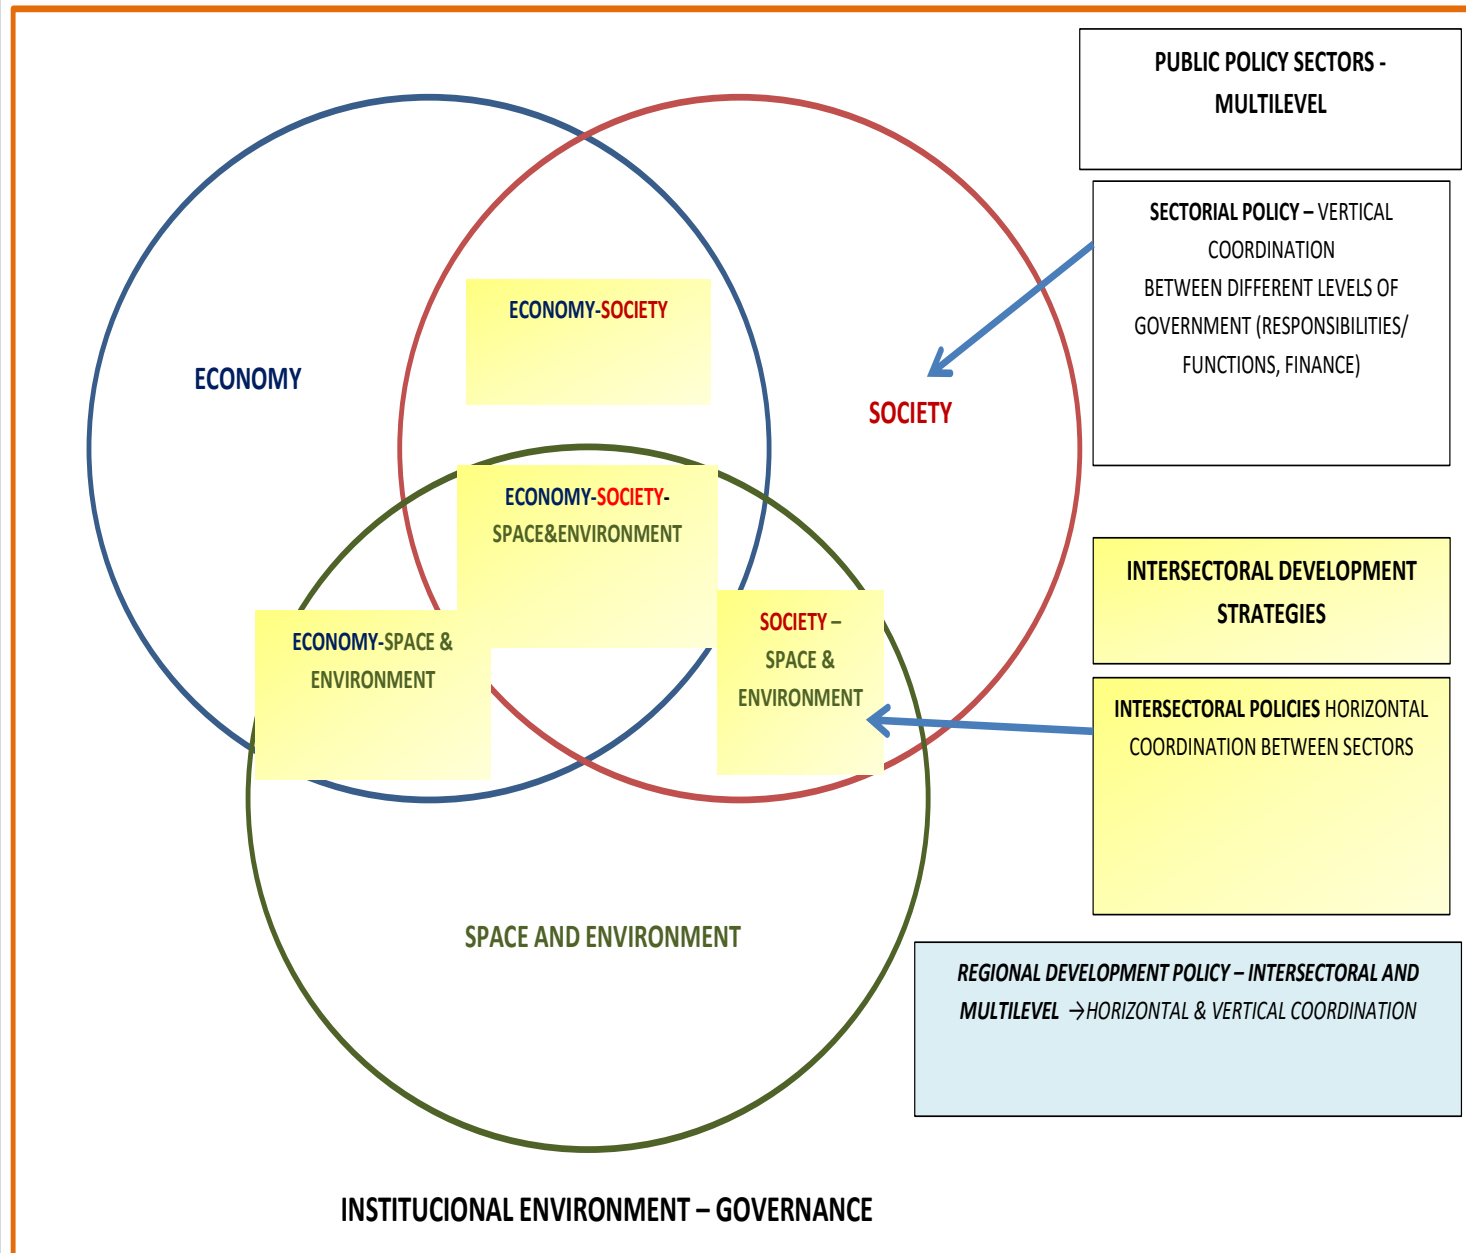 PUBLIC POLICY SECTORS -
MULTILEVEL
SECTORIAL POLICY – VERTICAL
COORDINATION
BETWEEN DIFFERENT LEVELS OF
GOVERNMENT (RESPONSIBILITIES/
FUNCTIONS, FINANCE)
ECONOMY-SOCIETY
ECONOMY
SOCIETY
ECONOMY-SOCIETY-
SPACE&ENVIRONMENT
ECONOMY-SPACE &
ENVIRONMENT
SOCIETY –
SPACE &
ENVIRONMENT
INTERSECTORAL DEVELOPMENT
STRATEGIES
INTERSECTORAL POLICIES HORIZONTAL
COORDINATION BETWEEN SECTORS
SPACE AND ENVIRONMENT
REGIONAL DEVELOPMENT POLICY – INTERSECTORAL AND
MULTILEVEL →HORIZONTAL & VERTICAL COORDINATION
INSTITUCIONAL ENVIRONMENT – GOVERNANCE